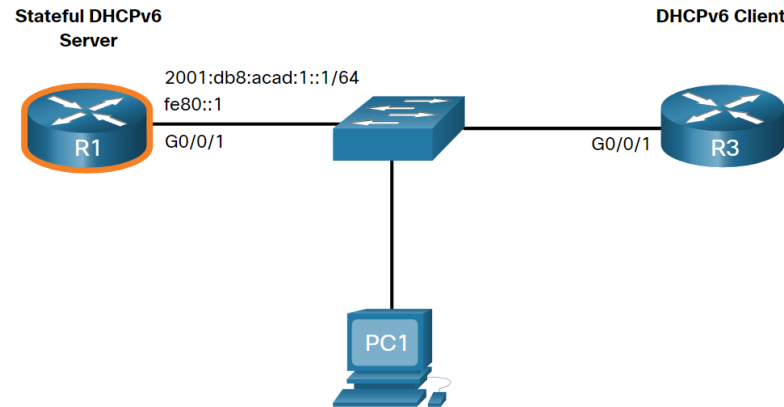 Stateful DHCPv6
Server
DHCPv6 Client
2001:db8:acad:1::1/64
fe80::1
G0/0/1
G0/0/1
R1
R3
PC1